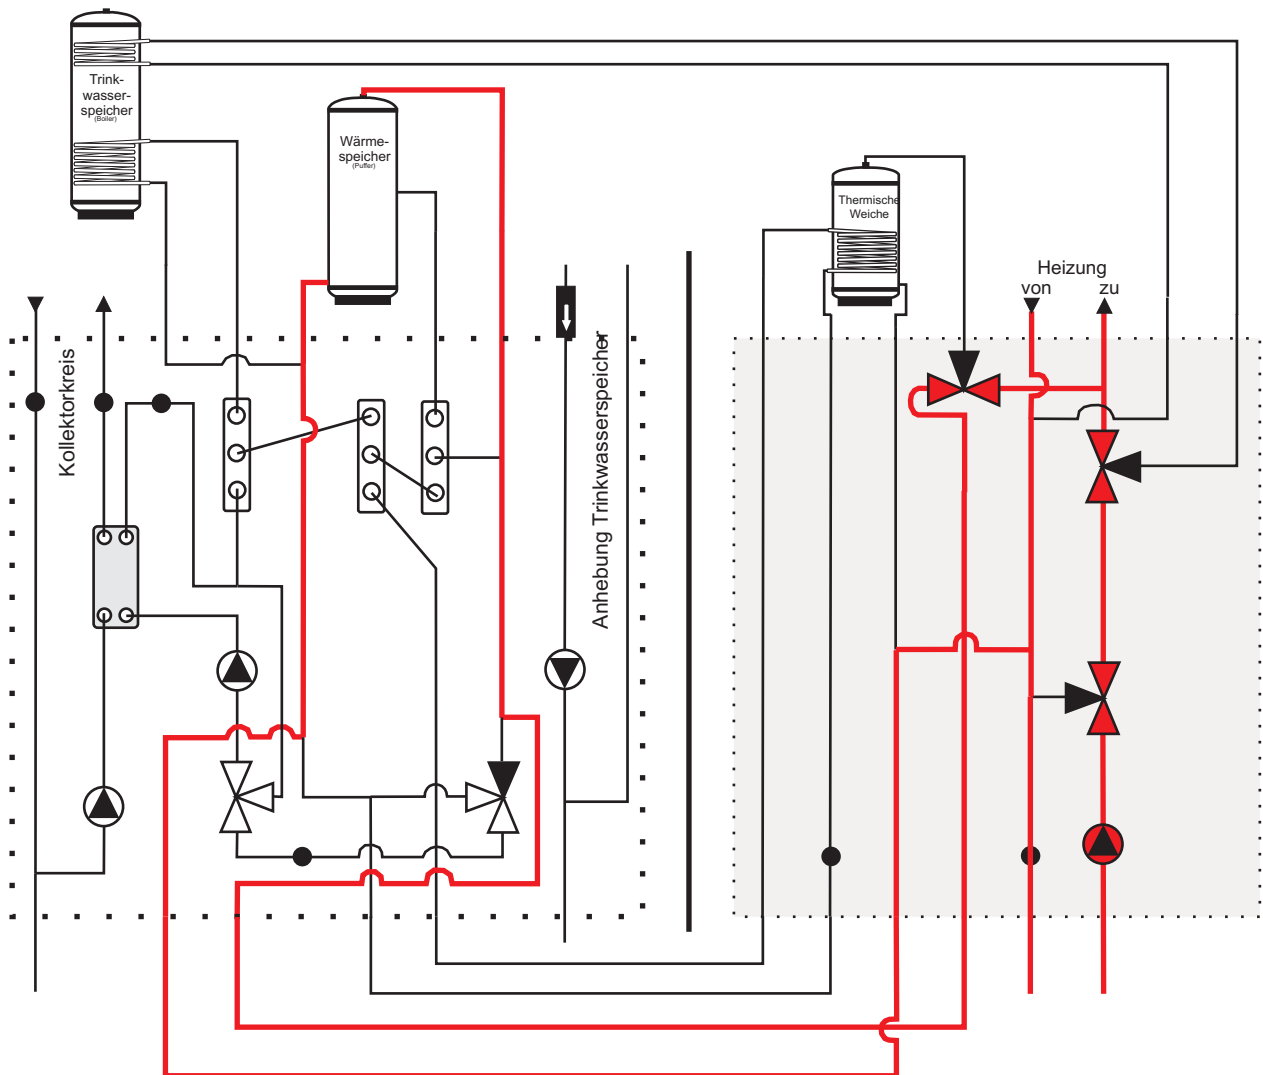 Trink-
wasser-
speicher
(Boiler)
Wärme-
speicher
(Puffer)
Thermische
Weiche
Heizung
von zu
Kollektorkreis
Anhebung Trinkwasserspeicher